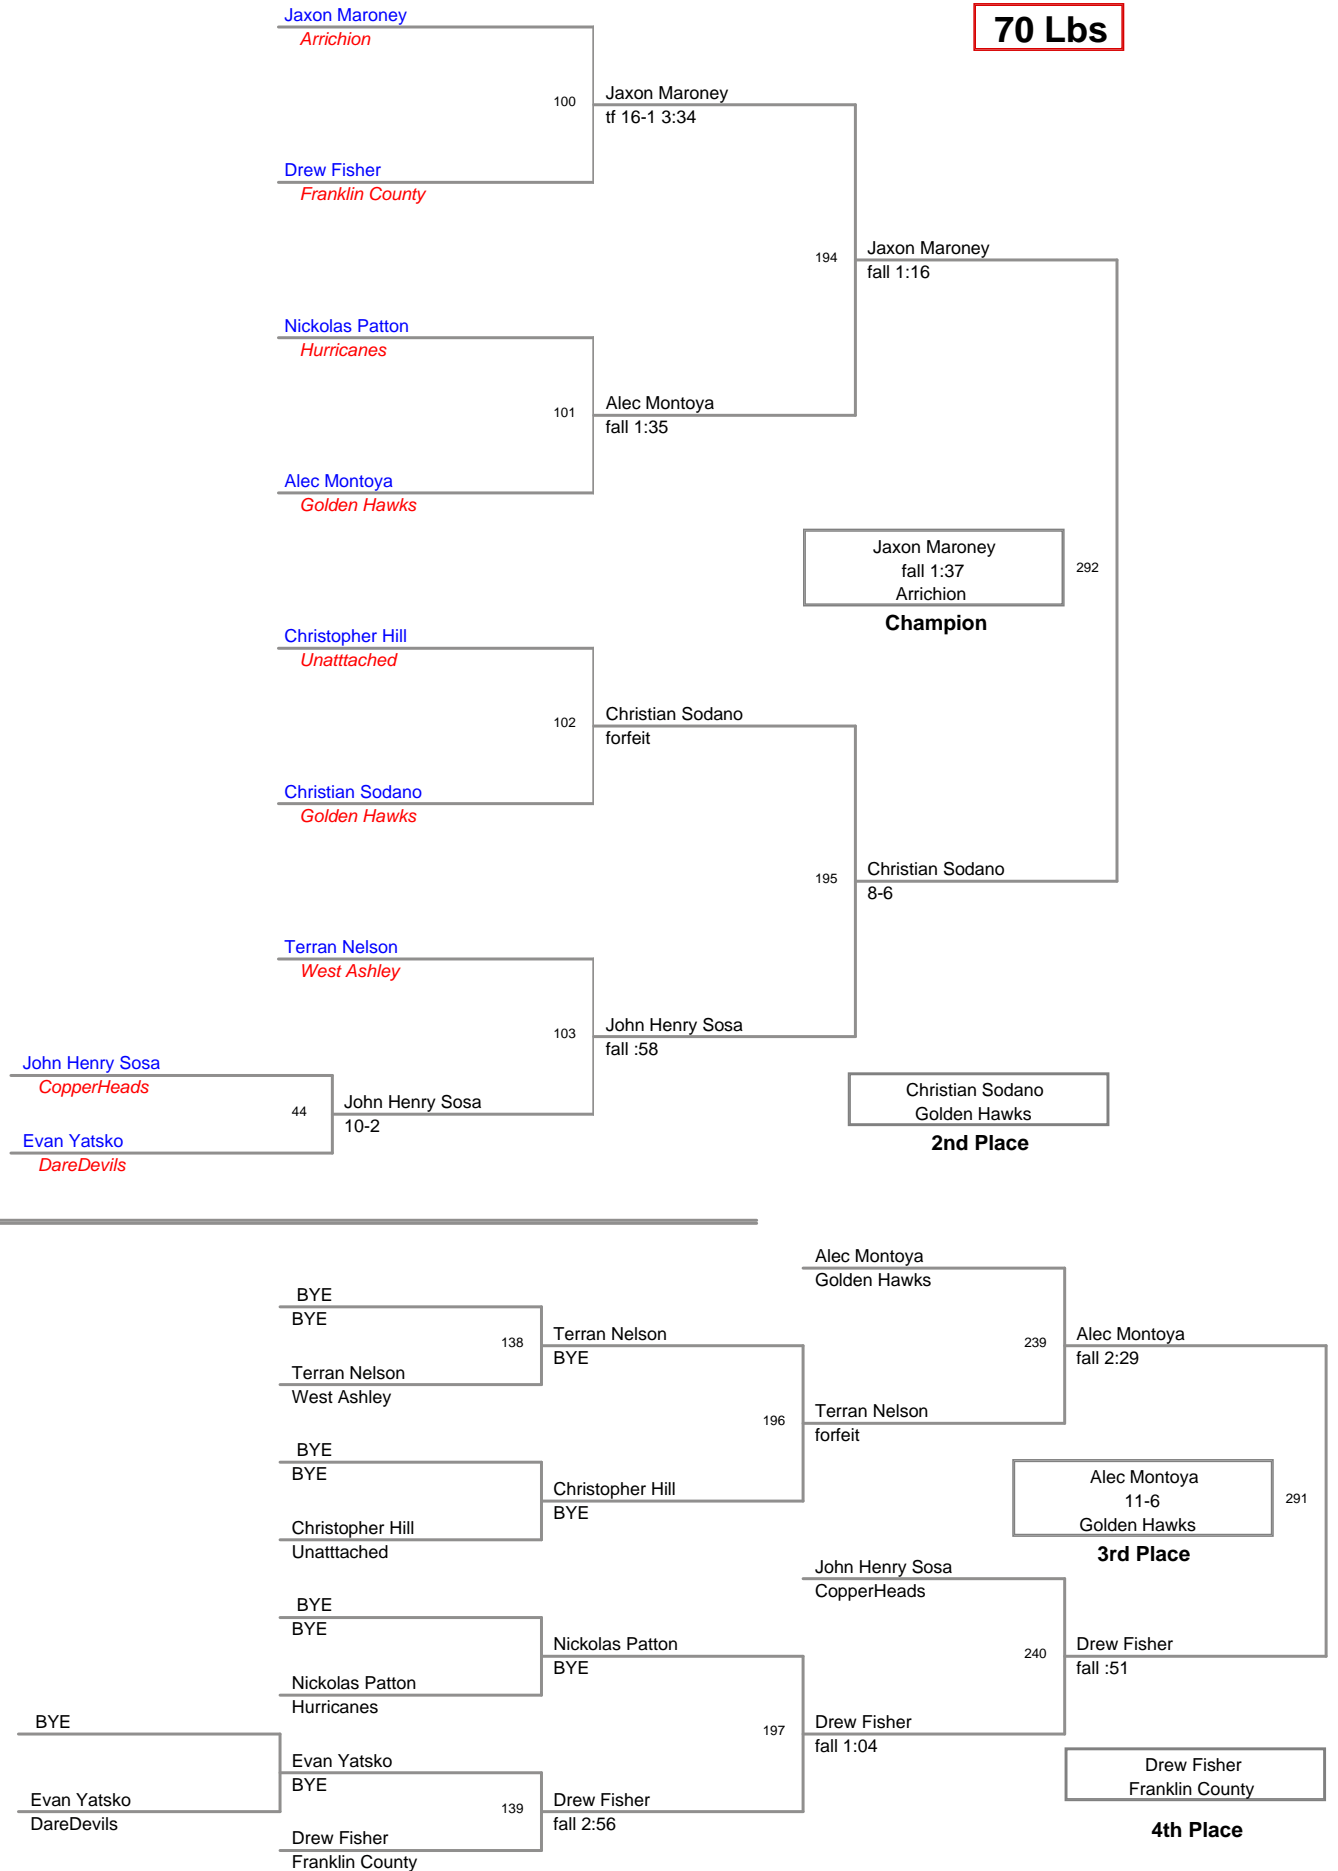 70 Lbs
Jaxon Maroney
Arrichion
100
Jaxon Maroney
tf 16-1 3:34
Drew Fisher
Franklin County
194
Jaxon Maroney
fall 1:16
Nickolas Patton
Hurricanes
101
Alec Montoya
fall 1:35
Alec Montoya
Golden Hawks
Jaxon Maroney
fall 1:37
Arrichion
292
Champion
Christopher Hill
Unatttached
102
Christian Sodano
forfeit
Christian Sodano
Golden Hawks
195
Christian Sodano
8-6
Terran Nelson
West Ashley
103
John Henry Sosa
fall :58
John Henry Sosa
CopperHeads
44
John Henry Sosa
10-2
Evan Yatsko
DareDevils
Christian Sodano
Golden Hawks
2nd Place
Alec Montoya
Golden Hawks
BYE
BYE
138
Terran Nelson
BYE
Terran Nelson
West Ashley
239
Alec Montoya
fall 2:29
196
Terran Nelson
forfeit
BYE
BYE
Christopher Hill
BYE
Christopher Hill
Unatttached
Alec Montoya
11-6
Golden Hawks
291
3rd Place
John Henry Sosa
CopperHeads
BYE
BYE
Nickolas Patton
BYE
Nickolas Patton
Hurricanes
240
Drew Fisher
fall :51
BYE
197
Drew Fisher
fall 1:04
Evan Yatsko
BYE
Evan Yatsko
DareDevils
139
Drew Fisher
fall 2:56
Drew Fisher
Franklin County
Drew Fisher
Franklin County
4th Place